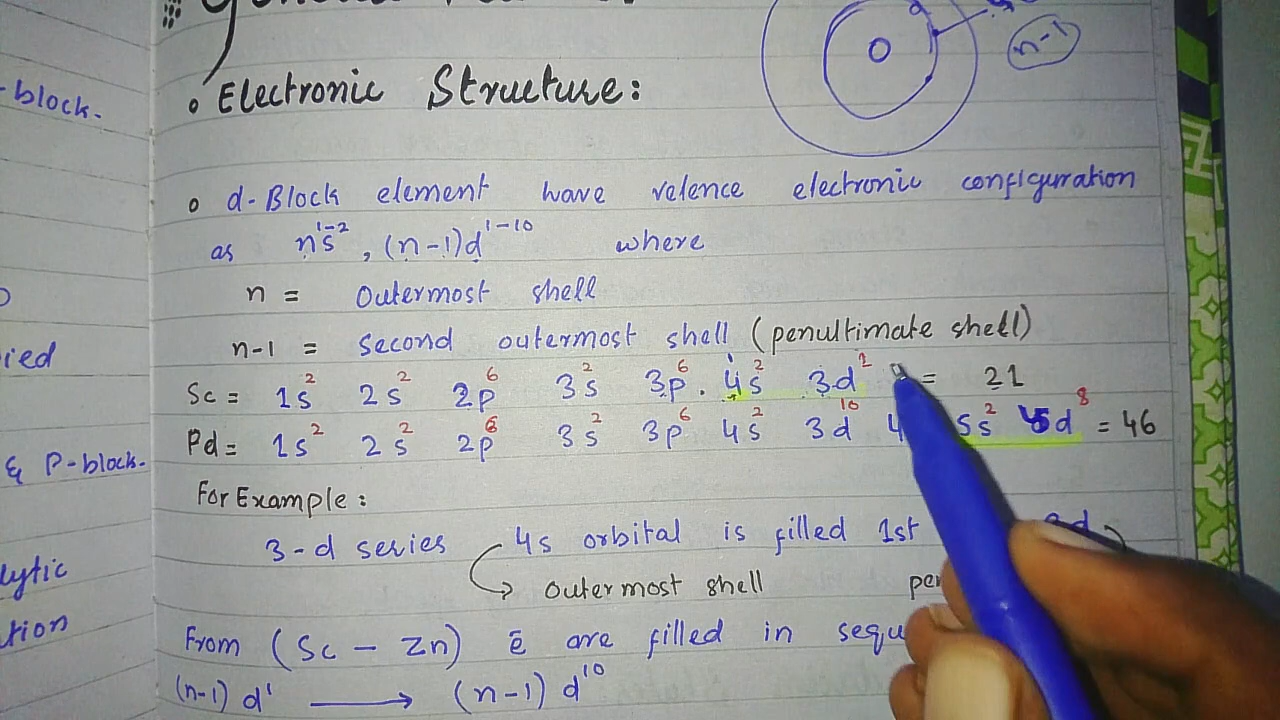 -block.
n-1
• Electronic Structure:
• d-Block element wave velence electronic configuration
as ns¹⁻², (n-1)d¹⁻¹⁰ where
n = Outermost shell
n-1 = second outermost shell (penultimate shell)
ied
Sc = 1s² 2s² 2p⁶ 3s² 3p⁶ . 4s² 3d¹ = 21
Pd = 1s² 2s² 2p⁶ 3s² 3p⁶ 4s² 3d¹⁰ 4 5s² 5d⁸ = 46
& P-block.
For Example:
3-d series 4s orbital is filled 1st
→ outermost shell
lytic
tion
From (Sc - Zn) ē are filled in
(n-1) d¹ ⟶ (n-1) d¹⁰